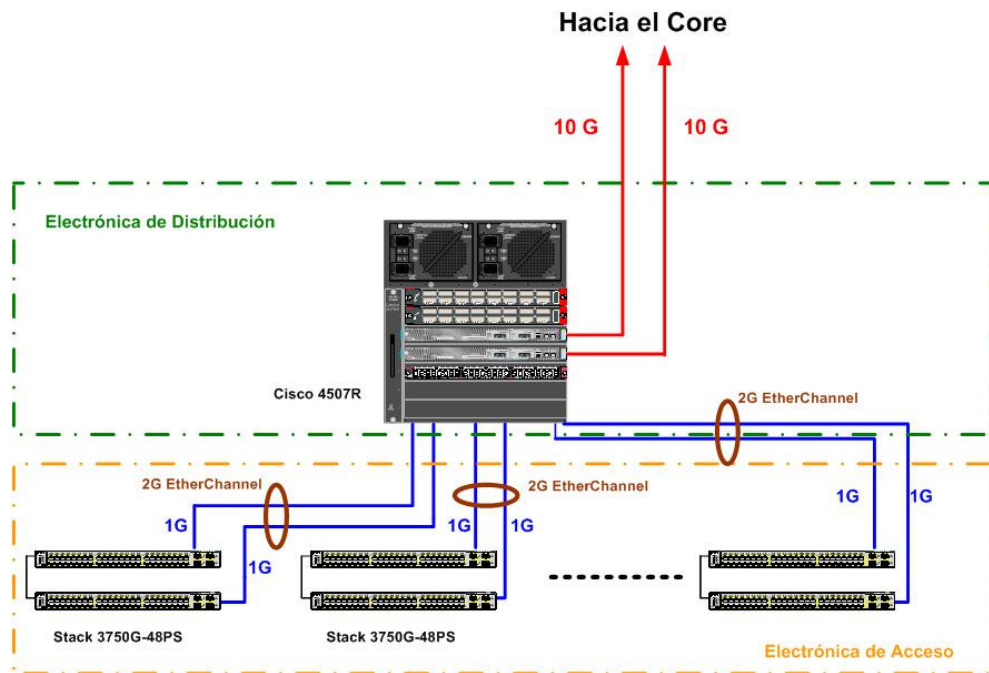 Hacia el Core
10 G
10 G
Electrónica de Distribución
Cisco 4507R
2G EtherChannel
2G EtherChannel
2G EtherChannel
1G
1G
1G
1G
1G
1G
Stack 3750G-48PS
Stack 3750G-48PS
Electrónica de Acceso